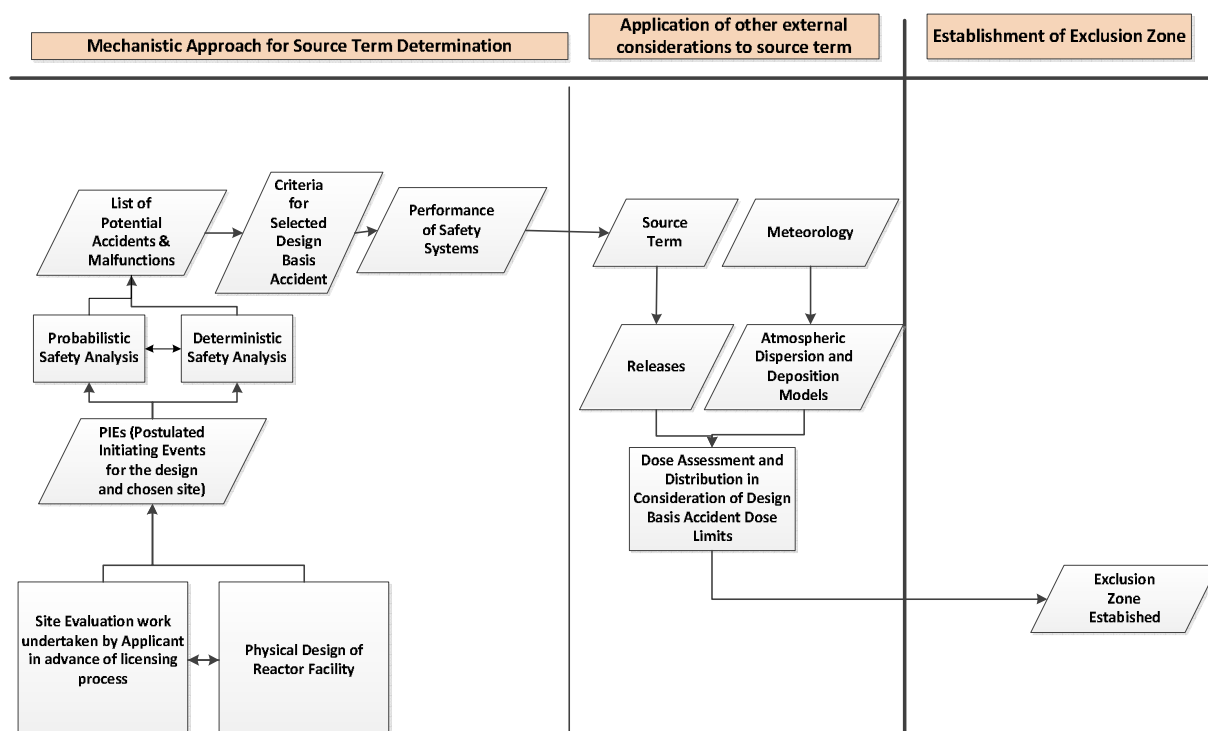 Mechanistic Approach for Source Term Determination
Application of other external
considerations to source term
Establishment of Exclusion Zone
List of
Potential
Accidents &
Malfunctions
Criteria
for
Selected
Design
Basis
Accident
Performance
of Safety
Systems
Source
Term
Meteorology
Probabilistic
Safety Analysis
Deterministic
Safety Analysis
Releases
Atmospheric
Dispersion and
Deposition
Models
PIEs (Postulated
Initiating Events
for the design
and chosen site)
Dose Assessment and
Distribution in
Consideration of Design
Basis Accident Dose
Limits
Exclusion
Zone
Estabished
Site Evaluation work
undertaken by Applicant
in advance of licensing
process
Physical Design of
Reactor Facility